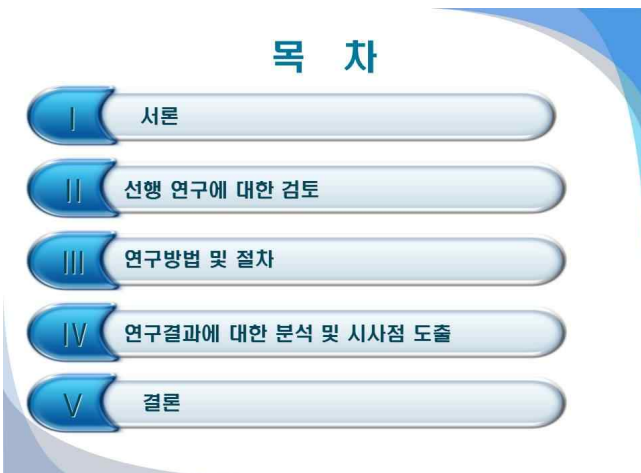 목 차
I 서론
II 선행 연구에 대한 검토
III 연구방법 및 절차
IV 연구결과에 대한 분석 및 시사점 도출
V 결론